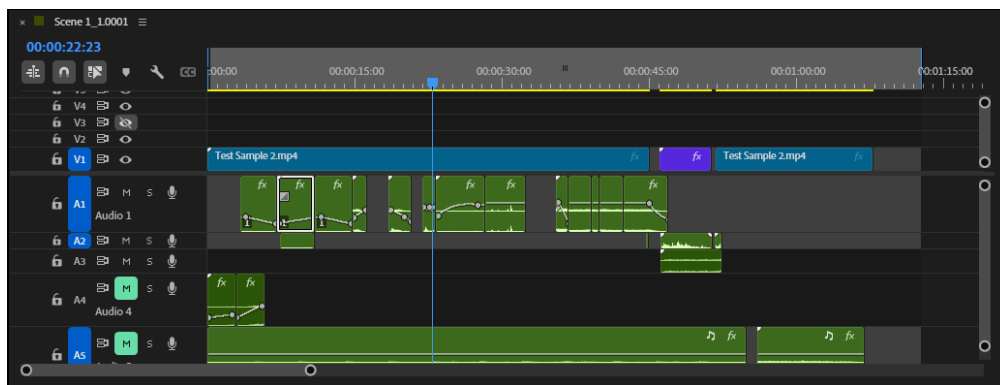 Scene 1_1.0001
00:00:22:23
:00:00 00:00:15:00 00:00:30:00 00:00:45:00 00:01:00:00 00:01:15:00
V4
V3
V2
V1 Test Sample 2.mp4 fx fx Test Sample 2.mp4 fx
A1 M S fx fx fx fx fx fx
Audio 1
A2 M S
A3 M S
A4 M S fx fx
Audio 4
A5 M S fx fx